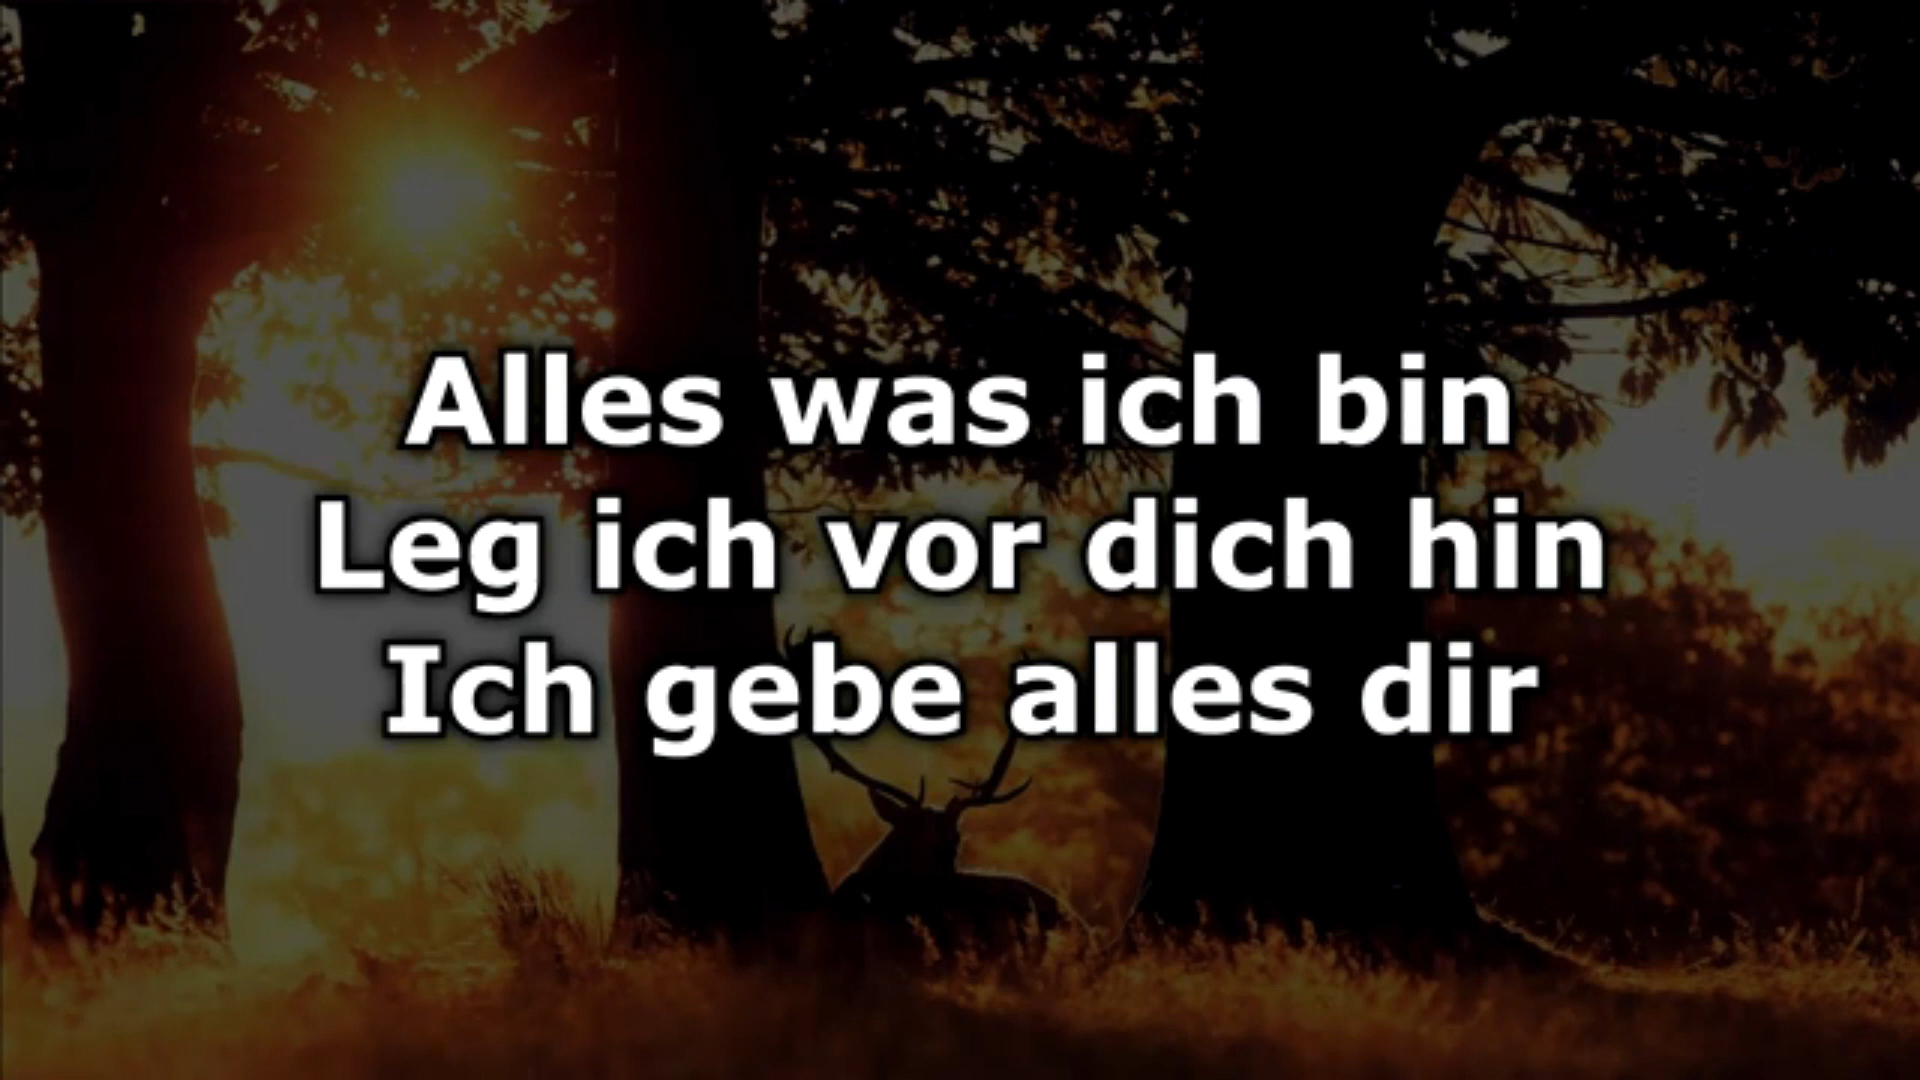 Alles was ich bin
Leg ich vor dich hin
Ich gebe alles dir